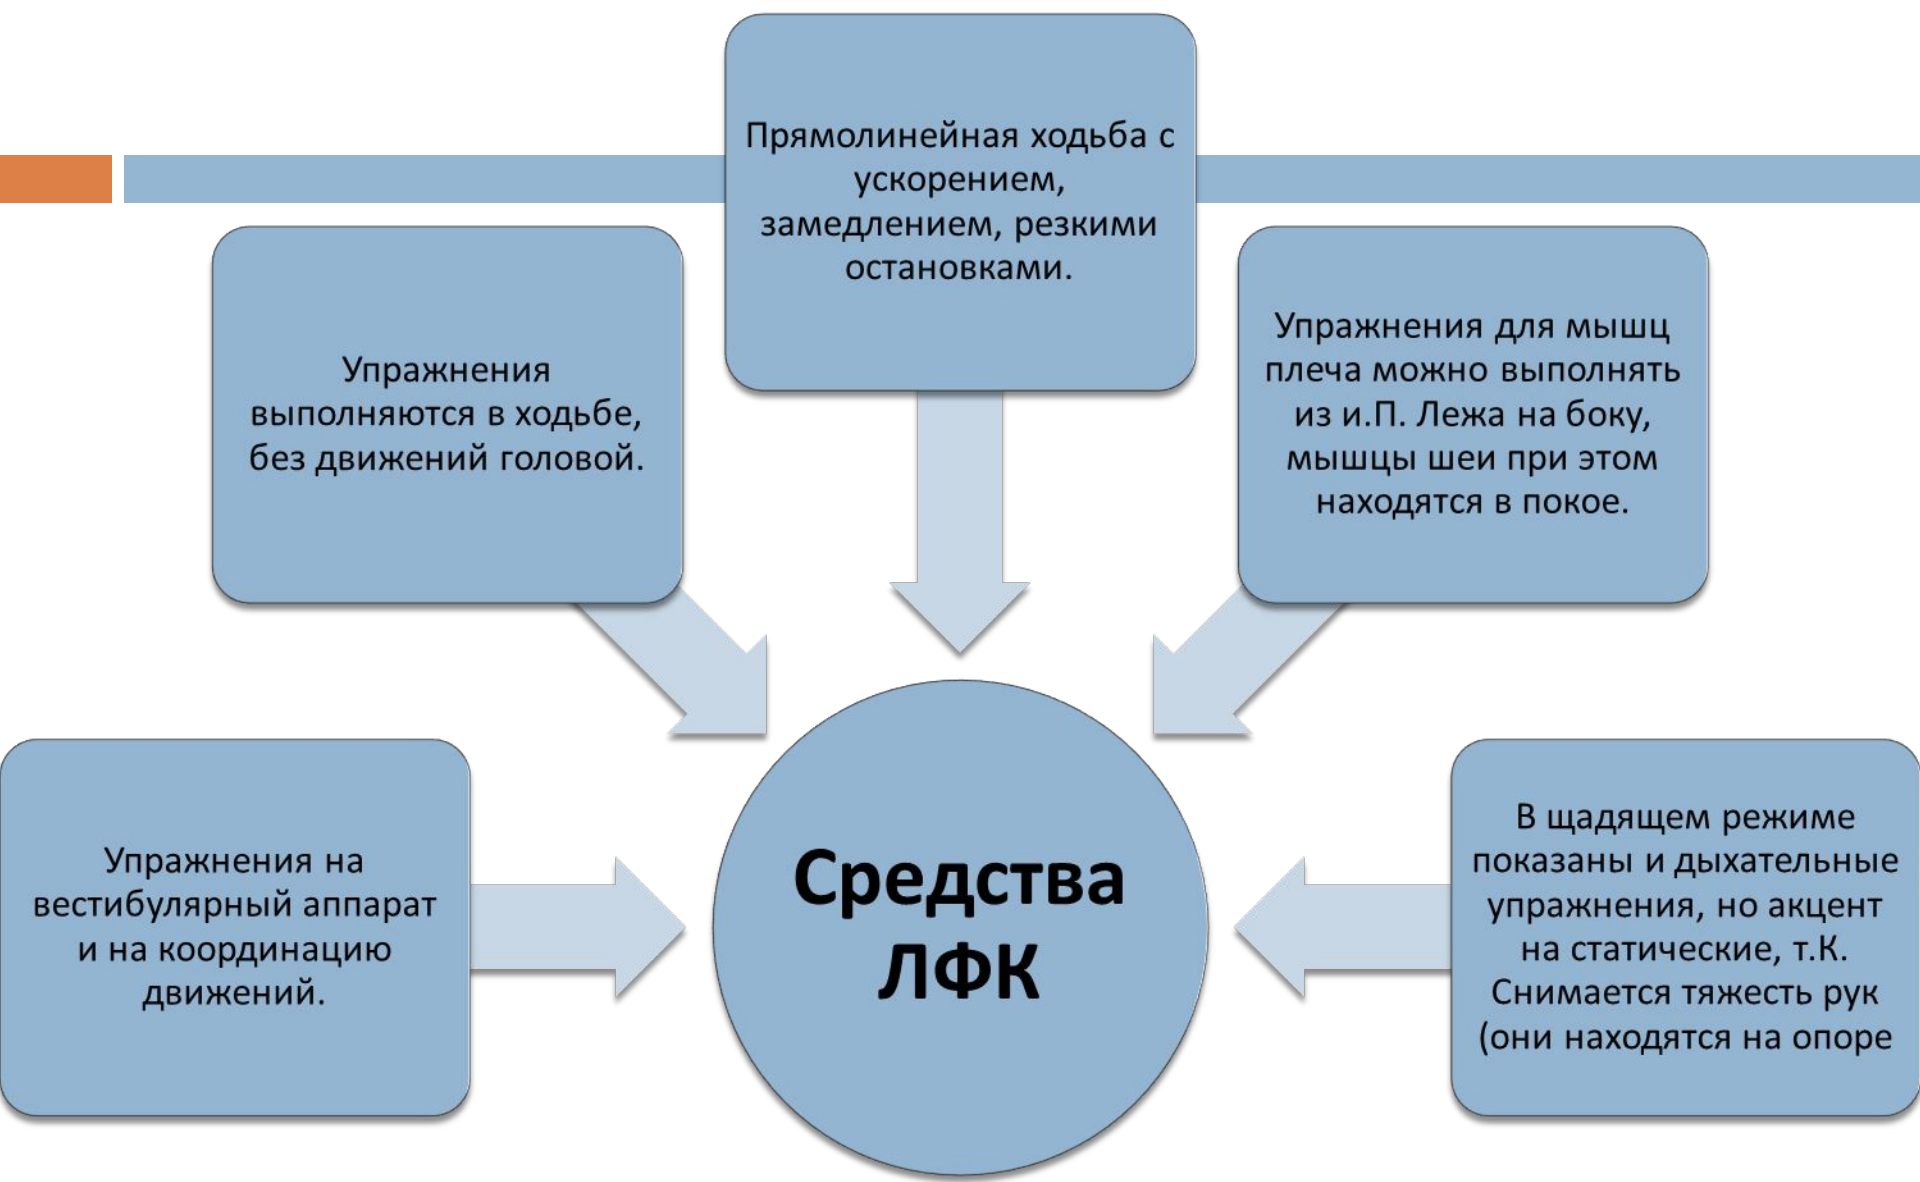 Прямолинейная ходьба с
ускорением,
замедлением, резкими
остановками.
Упражнения
выполняются в ходьбе,
без движений головой.
Упражнения для мышц
плеча можно выполнять
из и.П. Лежа на боку,
мышцы шеи при этом
находятся в покое.
Упражнения на
вестибулярный аппарат
и на координацию
движений.
Средства
ЛФК
В щадящем режиме
показаны и дыхательные
упражнения, но акцент
на статические, т.К.
Снимается тяжесть рук
(они находятся на опоре